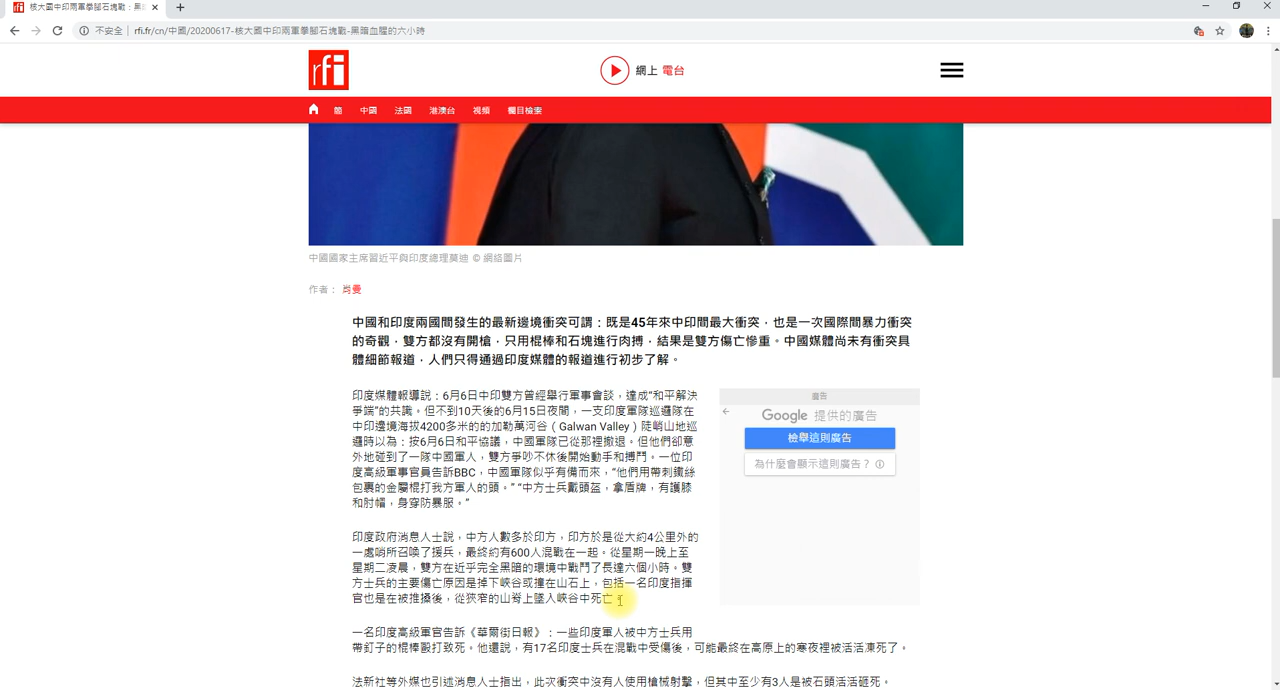 核大國中印兩軍拳腳石塊戰：黑
不安全 | rfi.fr/cn/中國/20200617-核大國中印兩軍拳腳石塊戰-黑暗血腥的六小時
rfi
網上 電台
簡 中國 法國 港澳台 視頻 欄目檢索
中國國家主席習近平與印度總理莫迪 © 網絡圖片
作者： 肖曼
中國和印度兩國間發生的最新邊境衝突可謂：既是45年來中印間最大衝突，也是一次國際間暴力衝突
的奇觀，雙方都沒有開槍，只用棍棒和石塊進行肉搏，結果是雙方傷亡慘重。中國媒體尚未有衝突具
體細節報道，人們只得通過印度媒體的報道進行初步了解。
印度媒體報導說：6月6日中印雙方曾經舉行軍事會談，達成“和平解決
爭端”的共識。但不到10天後的6月15日夜間，一支印度軍隊巡邏隊在
中印邊境海拔4200多米的的加勒萬河谷（Galwan Valley）陡峭山地巡
邏時以為：按6月6日和平協議，中國軍隊已從那裡撤退。但他們卻意
外地碰到了一隊中國軍人，雙方爭吵不休後開始動手和搏鬥。一位印
度高級軍事官員告訴BBC，中國軍隊似乎有備而來，“他們用帶刺鐵絲
包裹的金屬棍打我方軍人的頭。” “中方士兵戴頭盔，拿盾牌，有護膝
和肘帽，身穿防暴服。”
印度政府消息人士說，中方人數多於印方，印方於是從大約4公里外的
一處哨所召喚了援兵，最終約有600人混戰在一起。從星期一晚上至
星期二凌晨，雙方在近乎完全黑暗的環境中戰鬥了長達六個小時。雙
方士兵的主要傷亡原因是掉下峽谷或撞在山石上，包括一名印度指揮
官也是在被推搡後，從狹窄的山脊上墜入峽谷中死亡。
一名印度高級軍官告訴《華爾街日報》：一些印度軍人被中方士兵用
帶釘子的棍棒毆打致死。他還說，有17名印度士兵在混戰中受傷後，可能最終在高原上的寒夜裡被活活凍死了。
法新社等外媒也引述消息人士指出，此次衝突中沒有人使用槍械射擊，但其中至少有3人是被石頭活活砸死。
廣告
Google 提供的廣告
檢舉這則廣告
為什麼會顯示這則廣告？